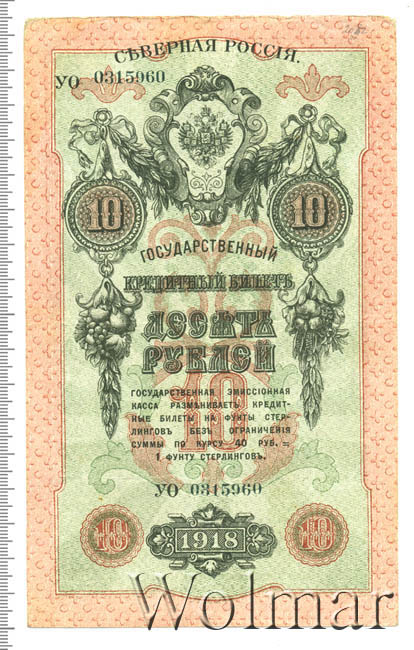 СѢВЕРНАЯ РОССІЯ.
УО 0315960
10 10
ГОСУДАРСТВЕННЫЙ
КРЕДИТНЫЙ БИЛЕТЪ
ДЕСЯТЬ
РУБЛЕЙ
10
ГОСУДАРСТВЕННАЯ ЭМИССІОННАЯ
КАССА РАЗМѢНИВАЕТЪ КРЕДИТ-
НЫЕ БИЛЕТЫ НА ФУНТЫ СТЕР-
ЛИНГОВЪ БЕЗЪ ОГРАНИЧЕНІЯ
СУММЫ ПО КУРСУ 40 РУБ. =
1 ФУНТУ СТЕРЛИНГОВЪ.
УО 0315960
10 1918 10
Wolmar